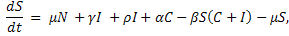 dS/dt = μN + γI + ρI + αC − βS(C + I) − μS,